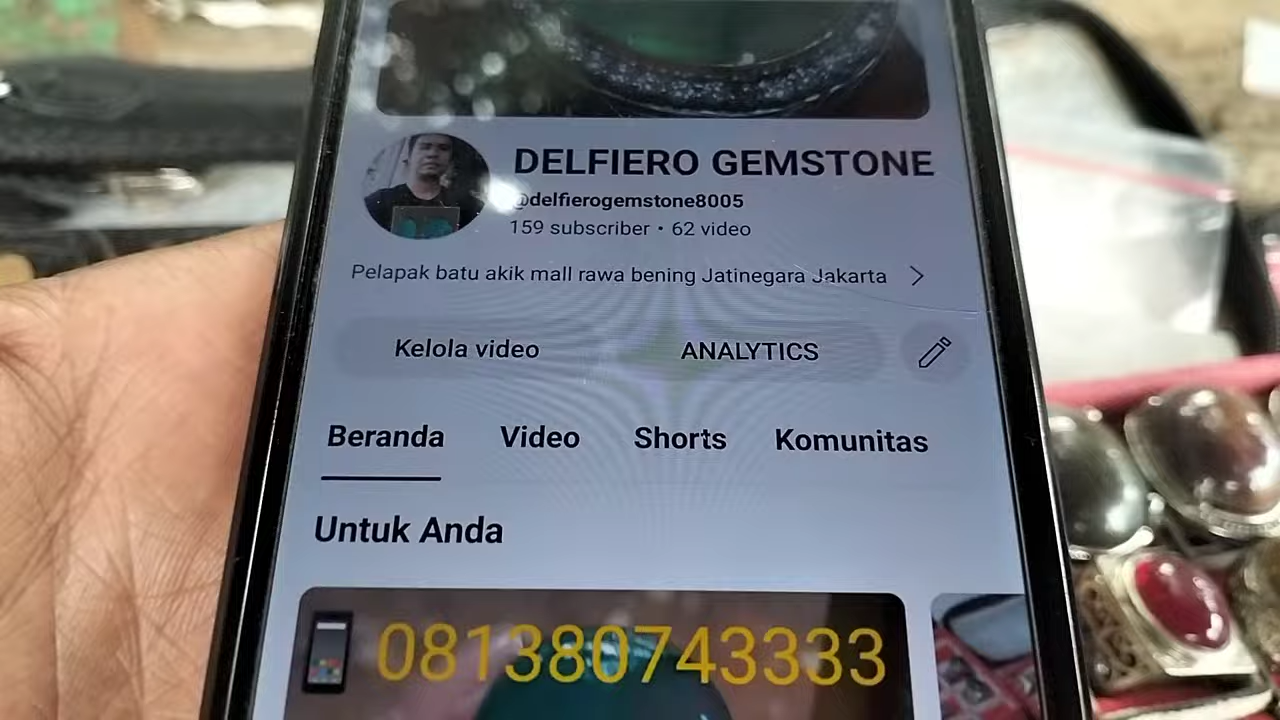 DELFIERO GEMSTONE
@delfierogemstone8005
159 subscriber • 62 video
Pelapak batu akik mall rawa bening Jatinegara Jakarta
Kelola video ANALYTICS
Beranda Video Shorts Komunitas
Untuk Anda
081380743333